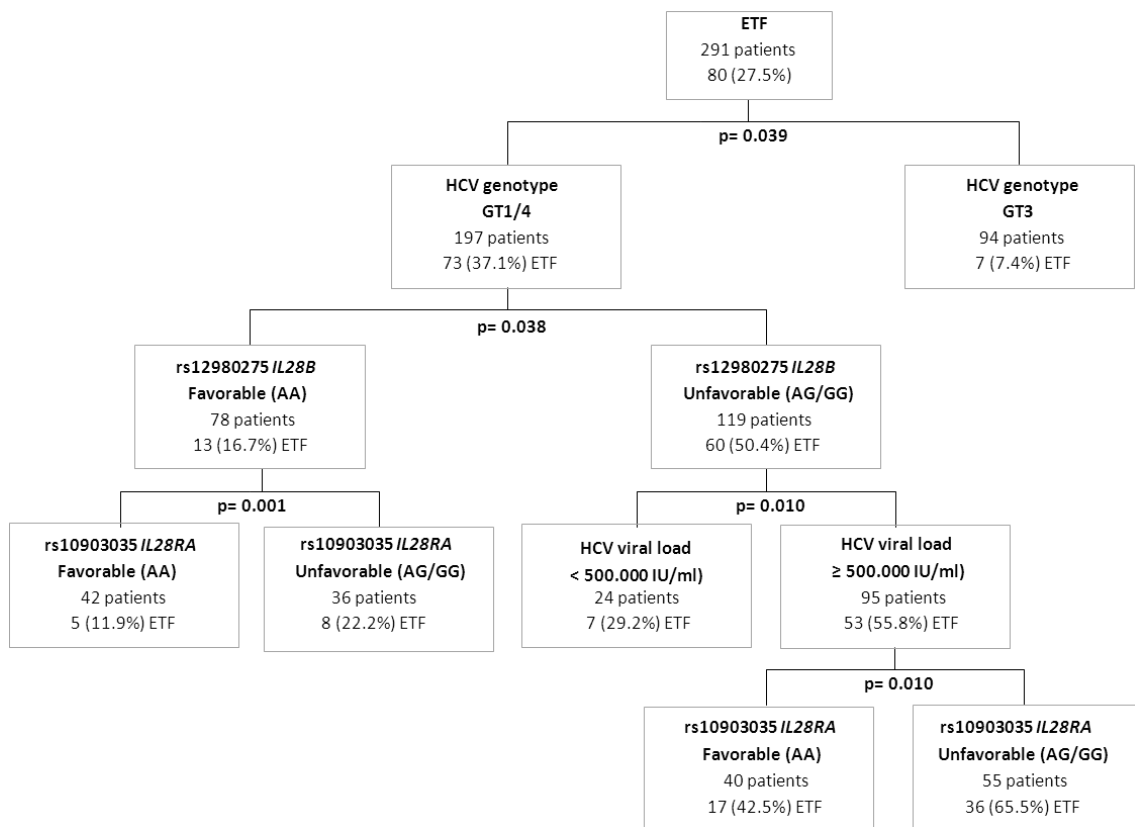 ETF
291 patients
80 (27.5%)
p= 0.039
HCV genotype
GT1/4
197 patients
73 (37.1%) ETF
HCV genotype
GT3
94 patients
7 (7.4%) ETF
p= 0.038
rs12980275 IL28B
Favorable (AA)
78 patients
13 (16.7%) ETF
rs12980275 IL28B
Unfavorable (AG/GG)
119 patients
60 (50.4%) ETF
p= 0.001
p= 0.010
rs10903035 IL28RA
Favorable (AA)
42 patients
5 (11.9%) ETF
rs10903035 IL28RA
Unfavorable (AG/GG)
36 patients
8 (22.2%) ETF
HCV viral load
< 500.000 IU/ml)
24 patients
7 (29.2%) ETF
HCV viral load
≥ 500.000 IU/ml)
95 patients
53 (55.8%) ETF
p= 0.010
rs10903035 IL28RA
Favorable (AA)
40 patients
17 (42.5%) ETF
rs10903035 IL28RA
Unfavorable (AG/GG)
55 patients
36 (65.5%) ETF